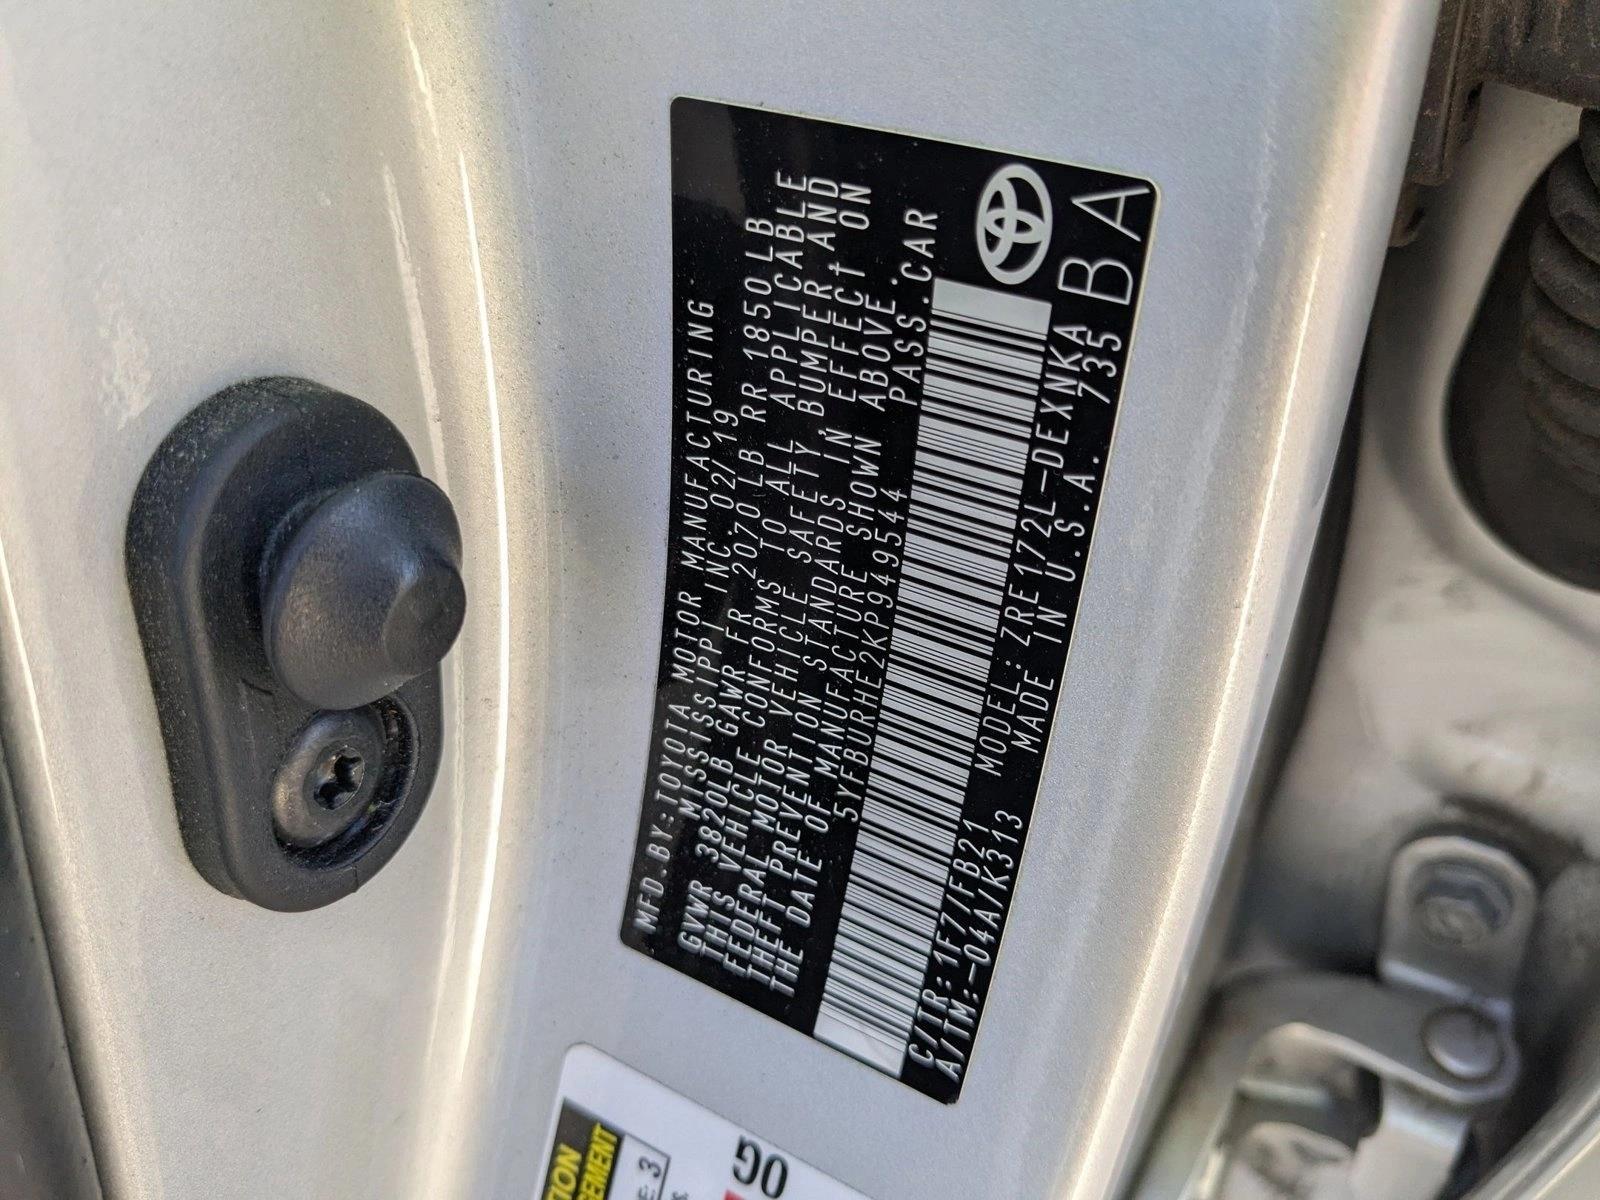 MFD.BY:TOYOTA MOTOR MANUFACTURING
MISSISSIPPI INC. 02/19
GVWR 3820LB GAWR FR 2070LB RR 1850LB
THIS VEHICLE CONFORMS TO ALL APPLICABLE
FEDERAL MOTOR VEHICLE SAFETY, BUMPER, AND
THEFT PREVENTION STANDARDS IN EFFECT ON
THE DATE OF MANUFACTURE SHOWN ABOVE.
5YFBURHE2KP949544 PASS.CAR
C/TR:1F7/FB21 MODEL:ZRE172L-DEXNKA
A/TM:-04A/K313 MADE IN U.S.A. 735
BA
OG
3